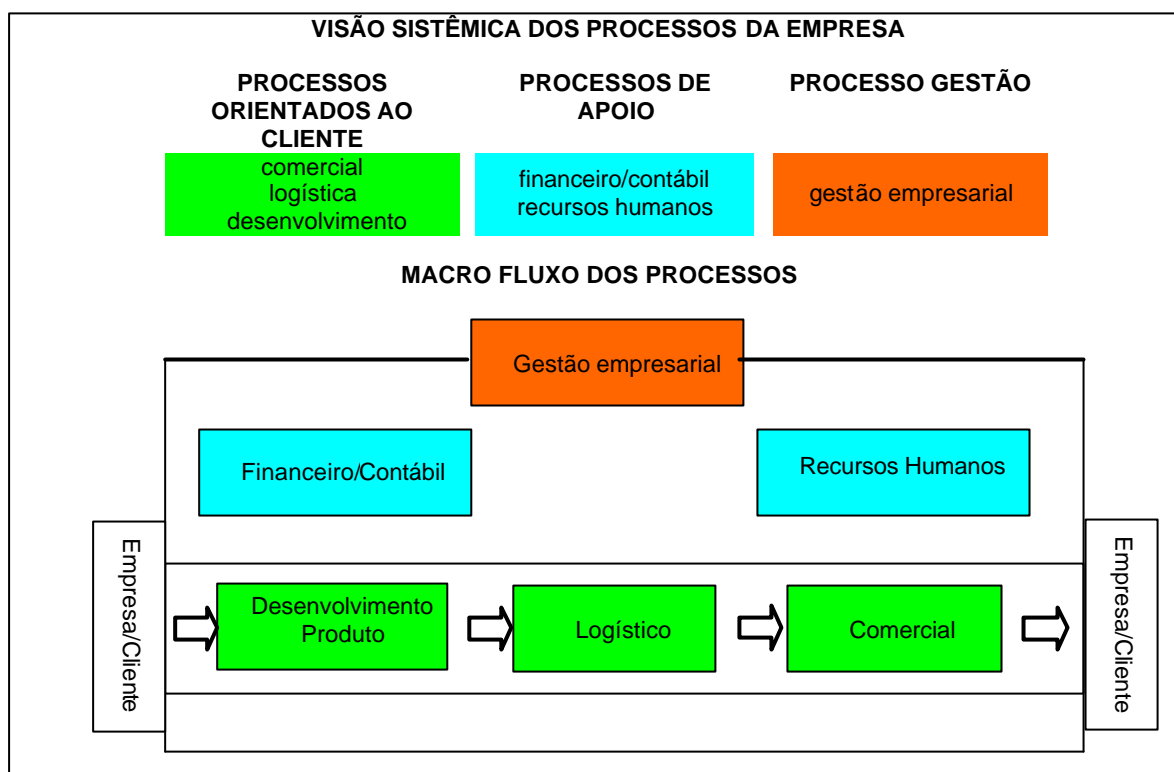 VISÃO SISTÊMICA DOS PROCESSOS DA EMPRESA
PROCESSOS
ORIENTADOS AO
CLIENTE
PROCESSOS DE
APOIO
PROCESSO GESTÃO
comercial
logística
desenvolvimento
financeiro/contábil
recursos humanos
gestão empresarial
MACRO FLUXO DOS PROCESSOS
Gestão empresarial
Financeiro/Contábil
Recursos Humanos
Empresa/Cliente
Desenvolvimento
Produto
Logístico
Comercial
Empresa/Cliente